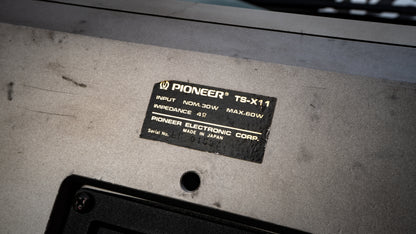 PIONEER® TS-X11
INPUT NOM.30W MAX.60W
IMPEDANCE 4Ω
PIONEER ELECTRONIC CORP.
Serial No. MADE IN JAPAN